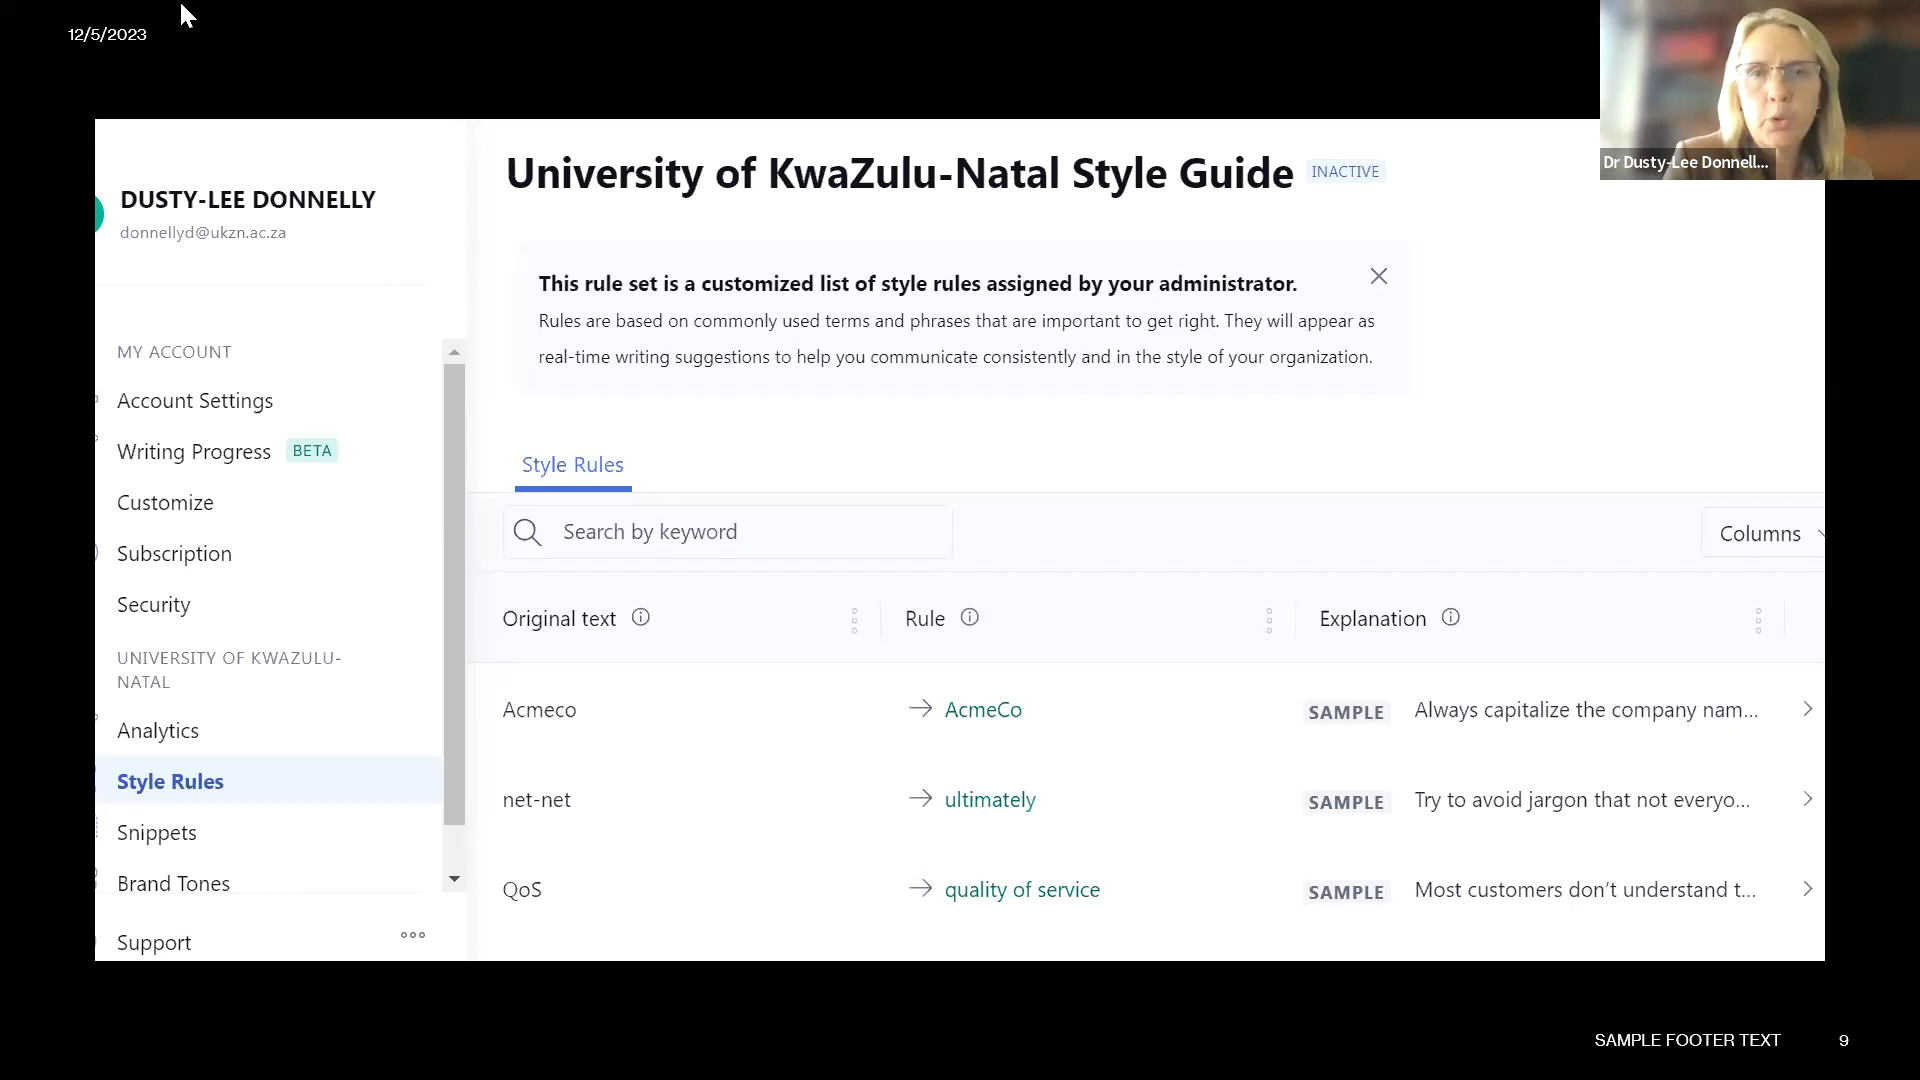 12/5/2023
Dr Dusty-Lee Donnell...
DUSTY-LEE DONNELLY
donnellyd@ukzn.ac.za
MY ACCOUNT
Account Settings
Writing Progress BETA
Customize
Subscription
Security
UNIVERSITY OF KWAZULU-
NATAL
Analytics
Style Rules
Snippets
Brand Tones
Support
University of KwaZulu-Natal Style Guide INACTIVE
This rule set is a customized list of style rules assigned by your administrator.
Rules are based on commonly used terms and phrases that are important to get right. They will appear as
real-time writing suggestions to help you communicate consistently and in the style of your organization.
Style Rules
Search by keyword
Columns
Original text Rule Explanation
Acmeco → AcmeCo SAMPLE Always capitalize the company nam...
net-net → ultimately SAMPLE Try to avoid jargon that not everyo...
QoS → quality of service SAMPLE Most customers don't understand t...
SAMPLE FOOTER TEXT 9